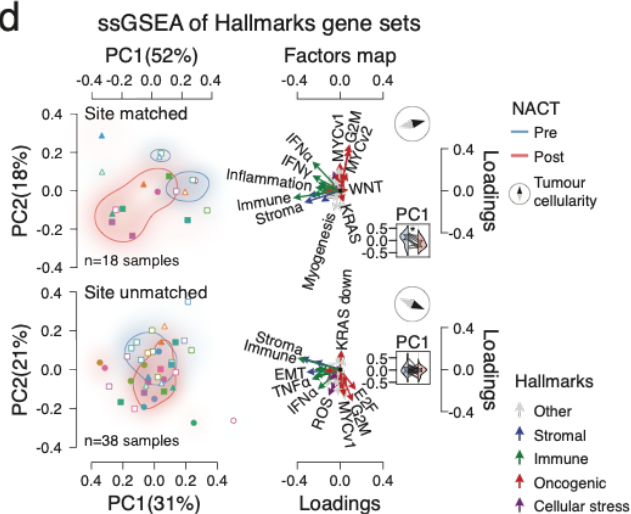 d
ssGSEA of Hallmarks gene sets
PC1(52%)
Factors map
-0.4 -0.2 0.0 0.2 0.4
-0.4 0.0 0.4
Site matched
0.4
0.2
0.0
-0.2
-0.4
PC2(18%)
n=18 samples
MYCv1
G2M
MYCv2
IFNα
IFNγ
Inflammation
Immune
Stroma
WNT
KRAS
Myogenesis
PC1
*
0.5
0.0
-0.5
0.4
0.0
-0.4
Loadings
NACT
Pre
Post
Tumour
cellularity
Site unmatched
0.4
0.2
0.0
-0.2
-0.4
PC2(21%)
n=38 samples
KRAS down
Stroma
Immune
EMT
TNFα
IFNα
ROS
MYCv1
G2M
E2F
PC1
0.5
0.0
-0.5
0.4
0.0
-0.4
Loadings
0.4 0.2 0.0 0.2 0.4
-0.4 0.0 0.4
PC1(31%)
Loadings
Hallmarks
Other
Stromal
Immune
Oncogenic
Cellular stress